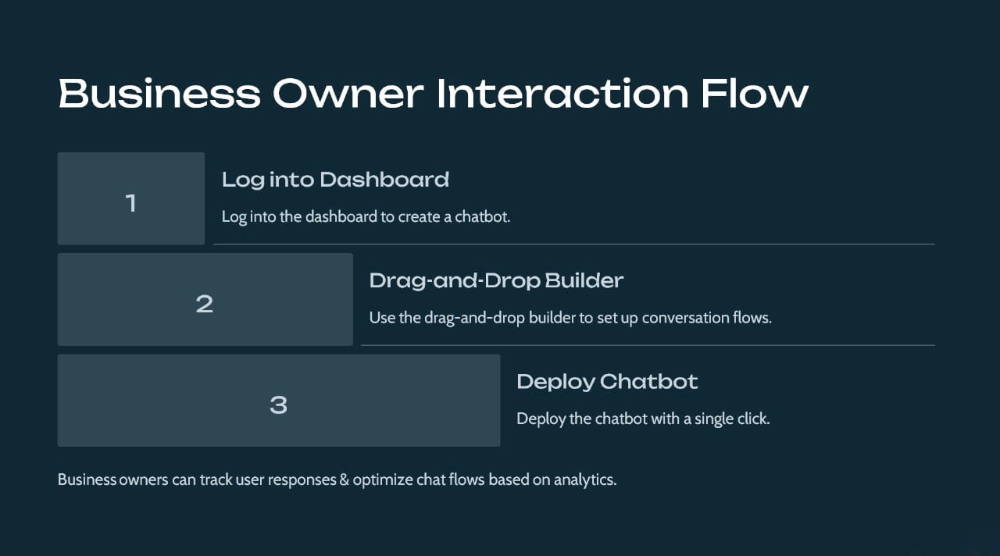 Business Owner Interaction Flow
1
Log into Dashboard
Log into the dashboard to create a chatbot.
2
Drag-and-Drop Builder
Use the drag-and-drop builder to set up conversation flows.
3
Deploy Chatbot
Deploy the chatbot with a single click.
Business owners can track user responses & optimize chat flows based on analytics.